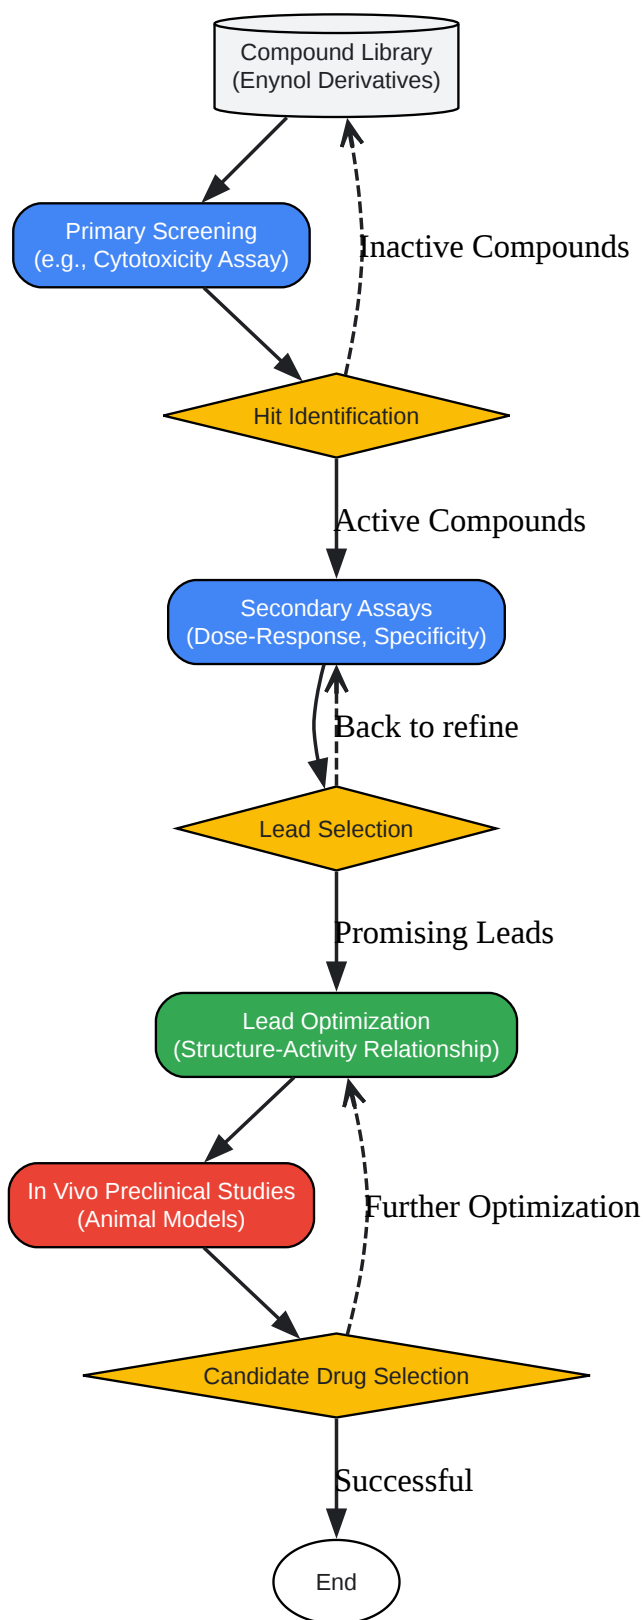 Compound Library
(Enynol Derivatives)
Primary Screening
(e.g., Cytotoxicity Assay)
Inactive Compounds
Hit Identification
Active Compounds
Secondary Assays
(Dose-Response, Specificity)
Back to refine
Lead Selection
Promising Leads
Lead Optimization
(Structure-Activity Relationship)
In Vivo Preclinical Studies
(Animal Models)
Further Optimization
Candidate Drug Selection
Successful
End